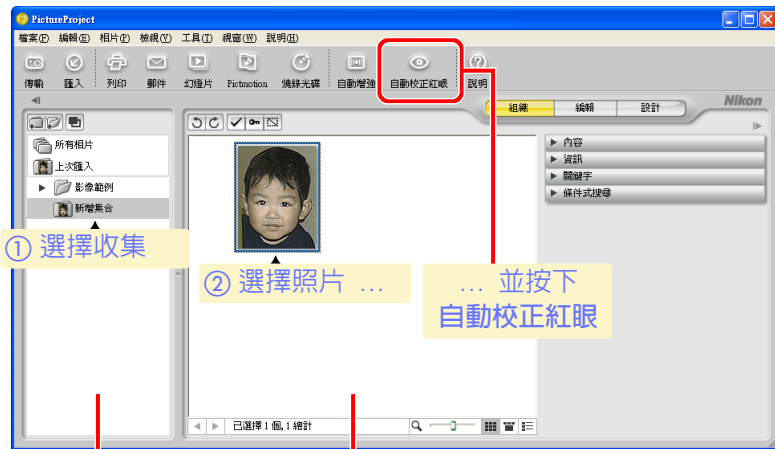 PictureProject
檔案(F) 編輯(E) 相片(P) 檢視(V) 工具(T) 視窗(W) 說明(H)
傳輸 匯入 列印 郵件 幻燈片 Pictmotion 燒錄光碟 自動增強 自動校正紅眼 說明
組織 編輯 設計 Nikon
所有相片
上次匯入
影像範例
新增集合
內容
資訊
關鍵字
條件式搜尋
① 選擇收集
② 選擇照片 …
… 並按下
自動校正紅眼
已選擇 1 個, 1 總計